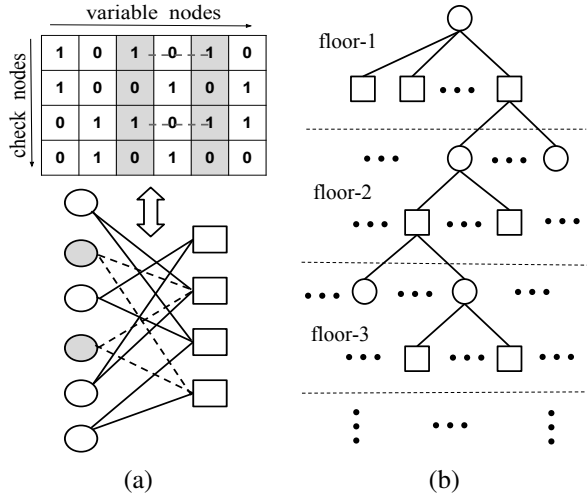 variable nodes
check nodes
1 0 1 0 1 0
1 0 0 1 0 0
0 1 1 0 1 1
0 1 0 1 0 0
floor-1
floor-2
floor-3
(a)
(b)